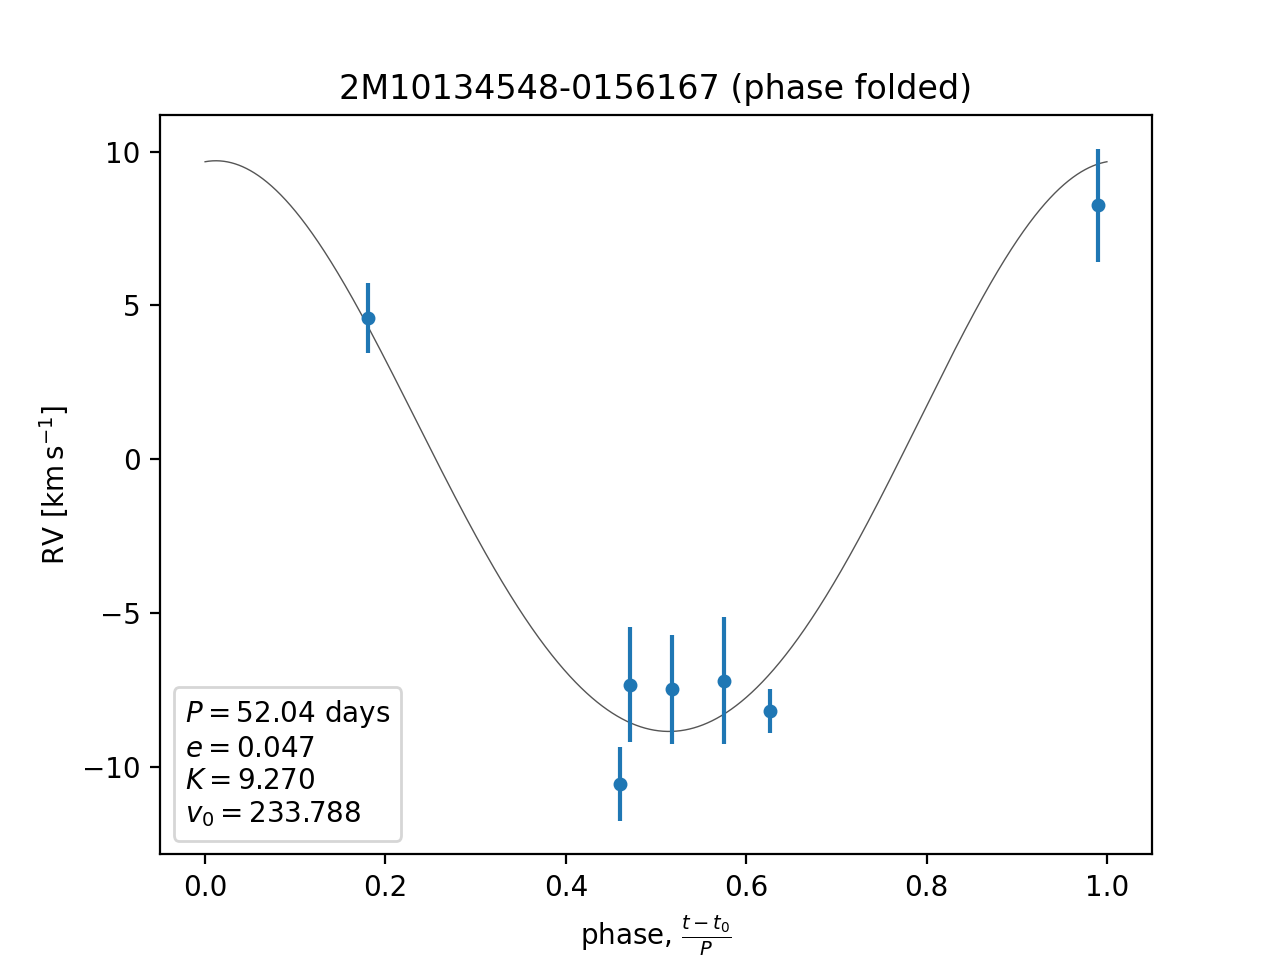 2M10134548-0156167 (phase folded)
RV [km s⁻¹]
10
5
0
−5
−10
P = 52.04 days
e = 0.047
K = 9.270
v₀ = 233.788
0.0 0.2 0.4 0.6 0.8 1.0
phase, (t − t₀)/P